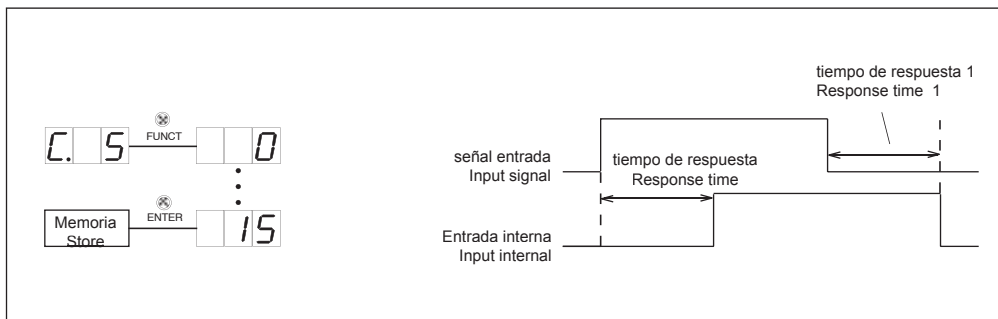 C. 5
FUNCT
0
Memoria
Store
ENTER
15
tiempo de respuesta 1
Response time 1
señal entrada
Input signal
tiempo de respuesta
Response time
Entrada interna
Input internal